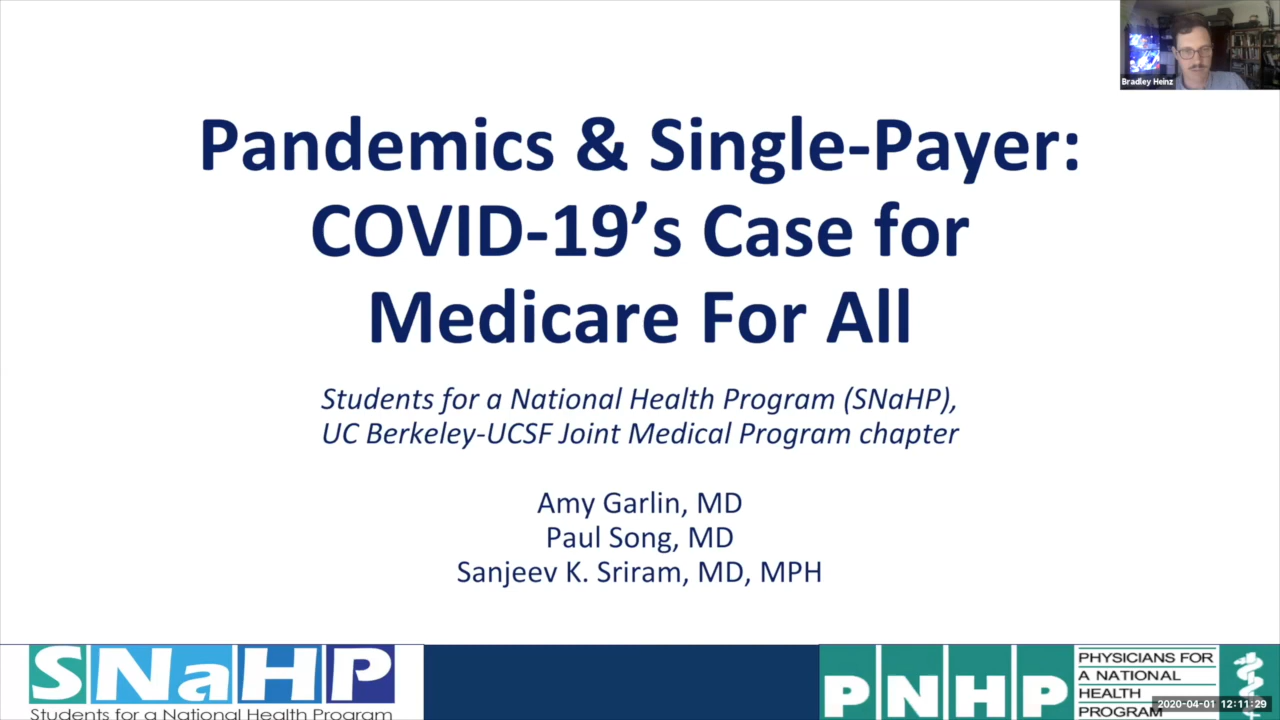 Bradley Heinz
Pandemics & Single-Payer:
COVID-19’s Case for
Medicare For All
Students for a National Health Program (SNaHP),
UC Berkeley-UCSF Joint Medical Program chapter
Amy Garlin, MD
Paul Song, MD
Sanjeev K. Sriram, MD, MPH
SNaHP
Students for a National Health Program
PNHP
PHYSICIANS FOR
A NATIONAL
HEALTH
PROGRAM
2020-04-01 12:11:29